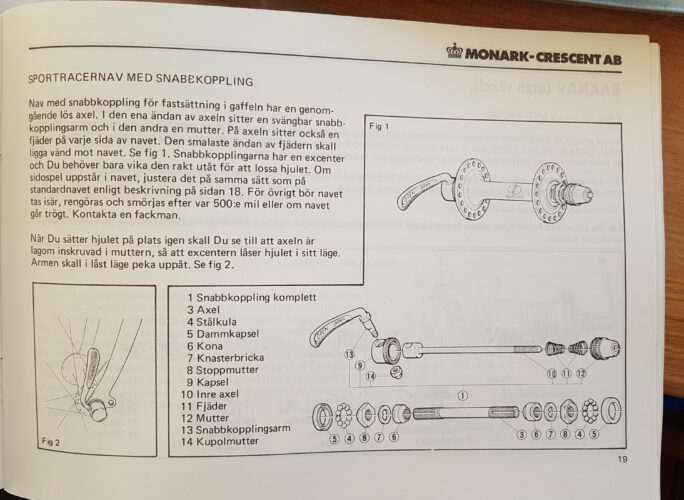 MONARK-CRESCENT AB
SPORTRACERNAV MED SNABBKOPPLING
Nav med snabbkoppling för fastsättning i gaffeln har en genom-
gående lös axel. I den ena ändan av axeln sitter en svängbar snabb-
kopplingsarm och i den andra en mutter. På axeln sitter också en
fjäder på varje sida av navet. Den smalaste ändan av fjädern skall
ligga vänd mot navet. Se fig 1. Snabbkopplingarna har en excenter
och Du behöver bara vika den rakt utåt för att lossa hjulet. Om
sidospel uppstår i navet, justera det på samma sätt som på
standardnavet enligt beskrivning på sidan 18. För övrigt bör navet
tas isär, rengöras och smörjas efter var 500:e mil eller om navet
går trögt. Kontakta en fackman.
När Du sätter hjulet på plats igen skall Du se till att axeln är
lagom inskruvad i muttern, så att excentern låser hjulet i sitt läge.
Armen skall i låst läge peka uppåt. Se fig 2.
Fig 1
Fig 2
1 Snabbkoppling komplett
3 Axel
4 Stålkula
5 Dammkapsel
6 Kona
7 Knasterbricka
8 Stoppmutter
9 Kapsel
10 Inre axel
11 Fjäder
12 Mutter
13 Snabbkopplingsarm
14 Kupolmutter
13 9 14 10 11 12
1
5 4 8 7 6 3 6 7 8 4 5
19